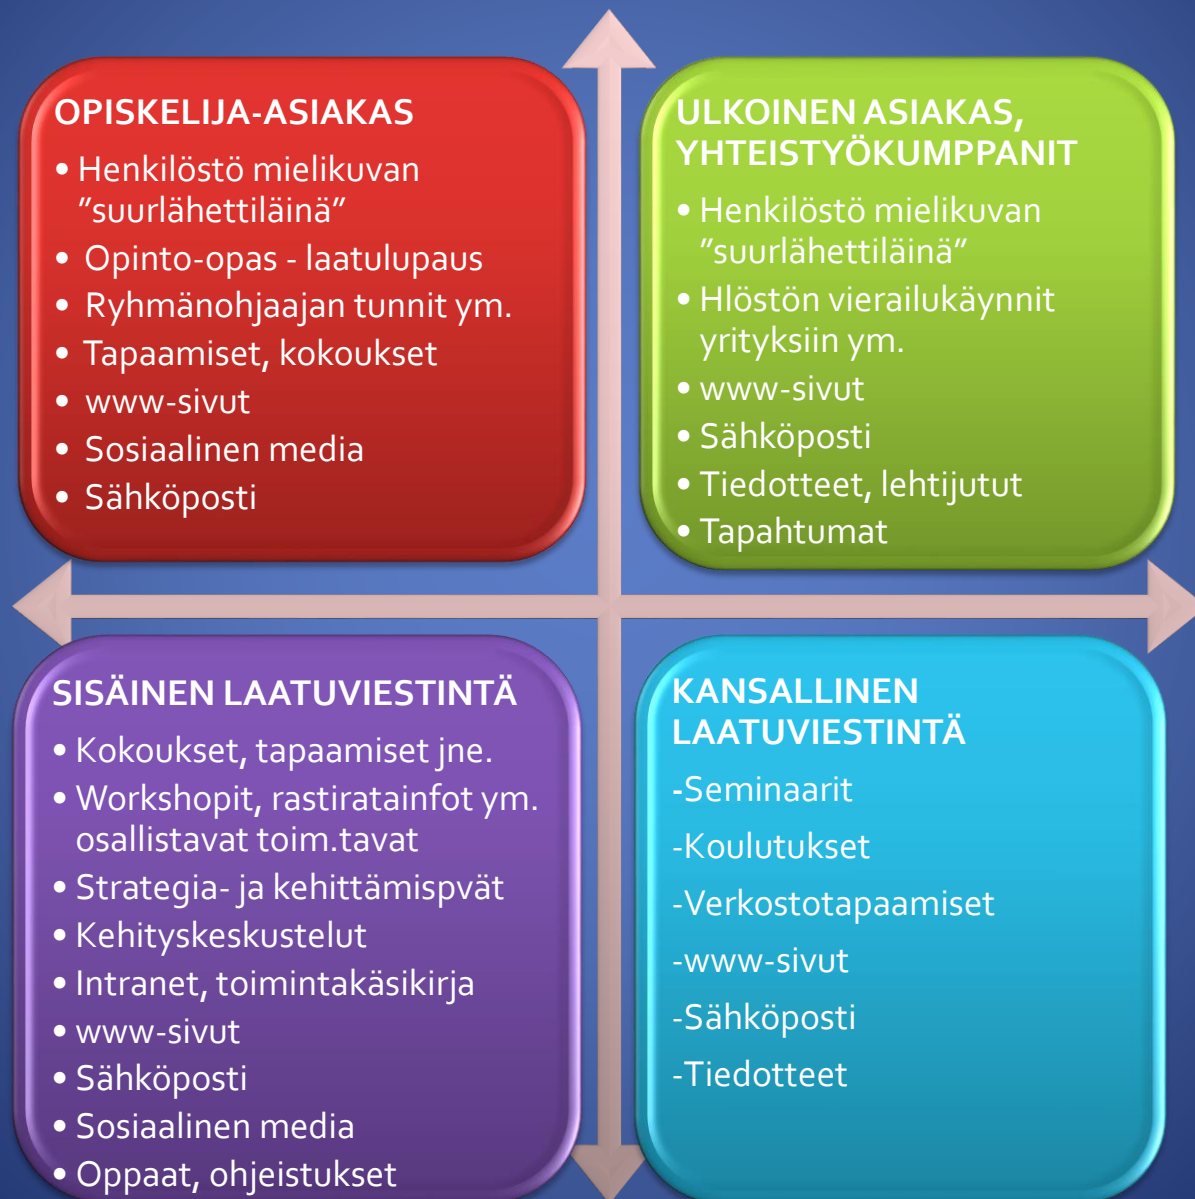 OPISKELIJA-ASIAKAS
• Henkilöstö mielikuvan
”suurlähettiläinä”
• Opinto-opas - laatulupaus
• Ryhmänohjaajan tunnit ym.
• Tapaamiset, kokoukset
• www-sivut
• Sosiaalinen media
• Sähköposti
ULKOINEN ASIAKAS,
YHTEISTYÖKUMPPANIT
• Henkilöstö mielikuvan
”suurlähettiläinä”
• Hlöstön vierailukäynnit
yrityksiin ym.
• www-sivut
• Sähköposti
• Tiedotteet, lehtijutut
• Tapahtumat
SISÄINEN LAATUVIESTINTÄ
• Kokoukset, tapaamiset jne.
• Workshopit, rastiratainfot ym.
osallistavat toim.tavat
• Strategia- ja kehittämispvät
• Kehityskeskustelut
• Intranet, toimintakäsikirja
• www-sivut
• Sähköposti
• Sosiaalinen media
• Oppaat, ohjeistukset
KANSALLINEN
LAATUVIESTINTÄ
-Seminaarit
-Koulutukset
-Verkostotapaamiset
-www-sivut
-Sähköposti
-Tiedotteet